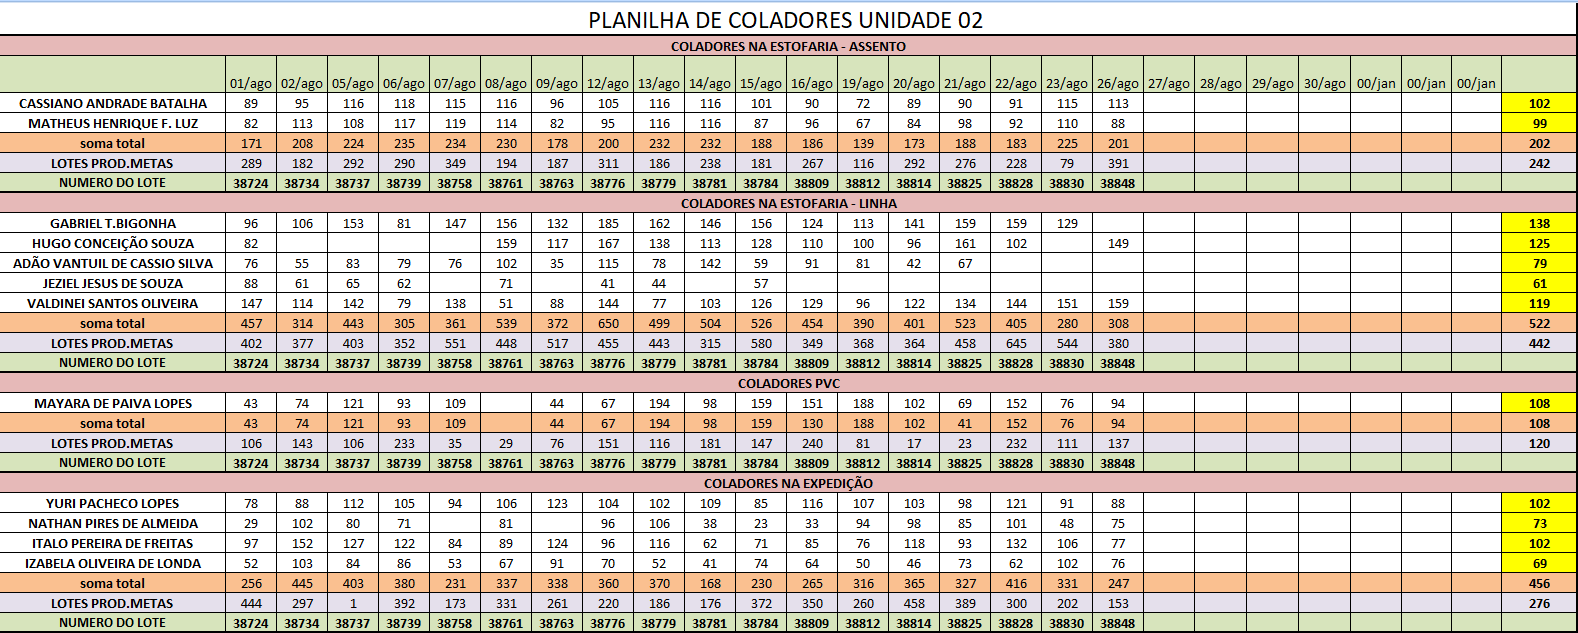 PLANILHA DE COLADORES UNIDADE 02
COLADORES NA ESTOFARIA - ASSENTO
01/ago 02/ago 05/ago 06/ago 07/ago 08/ago 09/ago 12/ago 13/ago 14/ago 15/ago 16/ago 19/ago 20/ago 21/ago 22/ago 23/ago 26/ago 27/ago 28/ago 29/ago 30/ago 00/jan 00/jan 00/jan
CASSIANO ANDRADE BATALHA 89 95 116 118 115 116 96 105 116 116 101 90 72 89 90 91 115 113 102
MATHEUS HENRIQUE F. LUZ 82 113 108 117 119 114 82 95 116 116 87 96 67 84 98 92 110 88 99
soma total 171 208 224 235 234 230 178 200 232 232 188 186 139 173 188 183 225 201 202
LOTES PROD.METAS 289 182 292 290 349 194 187 311 186 238 181 267 116 292 276 228 79 391 242
NUMERO DO LOTE 38724 38734 38737 38739 38758 38761 38763 38776 38779 38781 38784 38809 38812 38814 38825 38828 38830 38848
COLADORES NA ESTOFARIA - LINHA
GABRIEL T.BIGONHA 96 106 153 81 147 156 132 185 162 146 156 124 113 141 159 159 129 138
HUGO CONCEIÇÃO SOUZA 82 159 117 167 138 113 128 110 100 96 161 102 149 125
ADÃO VANTUIL DE CASSIO SILVA 76 55 83 79 76 102 35 115 78 142 59 91 81 42 67 79
JEZIEL JESUS DE SOUZA 88 61 65 62 71 41 44 57 61
VALDINEI SANTOS OLIVEIRA 147 114 142 79 138 51 88 144 77 103 126 129 96 122 134 144 151 159 119
soma total 457 314 443 305 361 539 372 650 499 504 526 454 390 401 523 405 280 308 522
LOTES PROD.METAS 402 377 403 352 551 448 517 455 443 315 580 349 368 364 458 645 544 380 442
NUMERO DO LOTE 38724 38734 38737 38739 38758 38761 38763 38776 38779 38781 38784 38809 38812 38814 38825 38828 38830 38848
COLADORES PVC
MAYARA DE PAIVA LOPES 43 74 121 93 109 44 67 194 98 159 151 188 102 69 152 76 94 108
soma total 43 74 121 93 109 44 67 194 98 159 130 188 102 41 152 76 94 108
LOTES PROD.METAS 106 143 106 233 35 29 76 151 116 181 147 240 81 17 23 232 111 137 120
NUMERO DO LOTE 38724 38734 38737 38739 38758 38761 38763 38776 38779 38781 38784 38809 38812 38814 38825 38828 38830 38848
COLADORES NA EXPEDIÇÃO
YURI PACHECO LOPES 78 88 112 105 94 106 123 104 102 109 85 116 107 103 98 121 91 88 102
NATHAN PIRES DE ALMEIDA 29 102 80 71 81 96 106 38 23 33 94 98 85 101 48 75 73
ITALO PEREIRA DE FREITAS 97 152 127 122 84 89 124 96 116 62 71 85 76 118 93 132 106 77 102
IZABELA OLIVEIRA DE LONDA 52 103 84 86 53 67 91 70 52 41 74 64 50 46 73 62 102 76 69
soma total 256 445 403 380 231 337 338 360 370 168 230 265 316 365 327 416 331 247 456
LOTES PROD.METAS 444 297 1 392 173 331 261 220 186 176 372 350 260 458 389 300 202 153 276
NUMERO DO LOTE 38724 38734 38737 38739 38758 38761 38763 38776 38779 38781 38784 38809 38812 38814 38825 38828 38830 38848